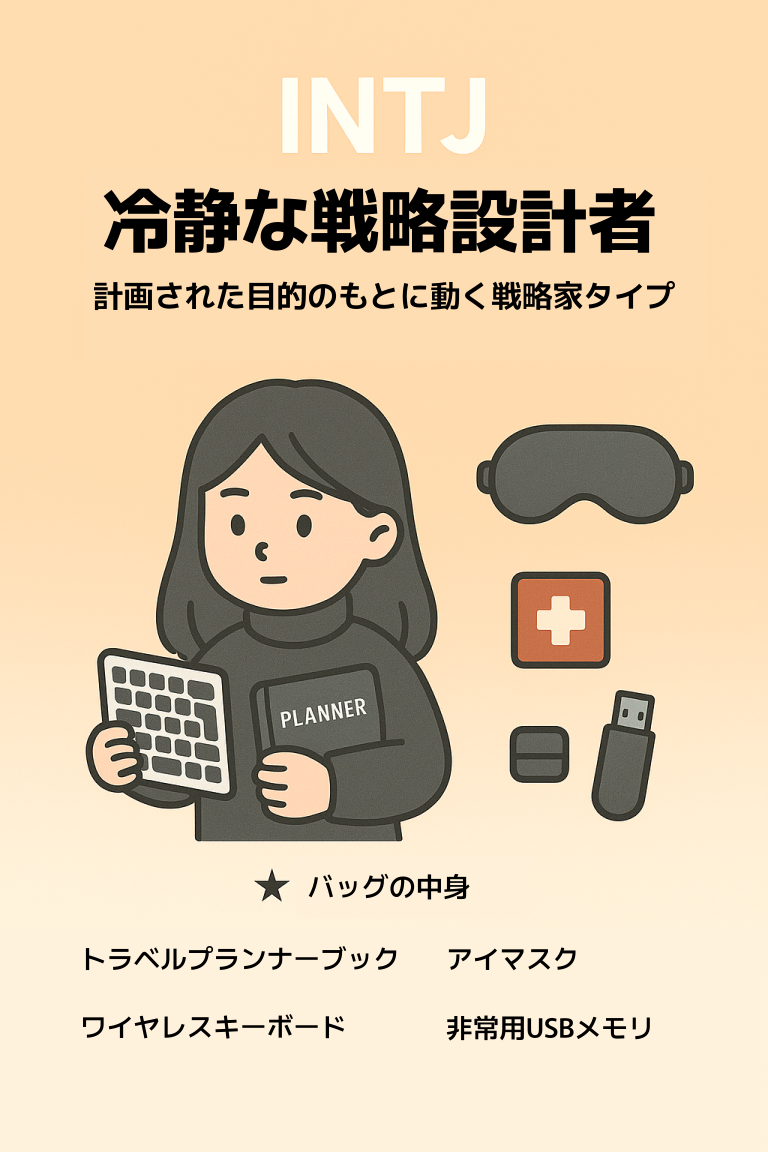 INTJ
冷静な戦略設計者
計画された目的のもとに動く戦略家タイプ
PLANNER
★ バッグの中身
トラベルプランナーブック
アイマスク
ワイヤレスキーボード
非常用USBメモリ